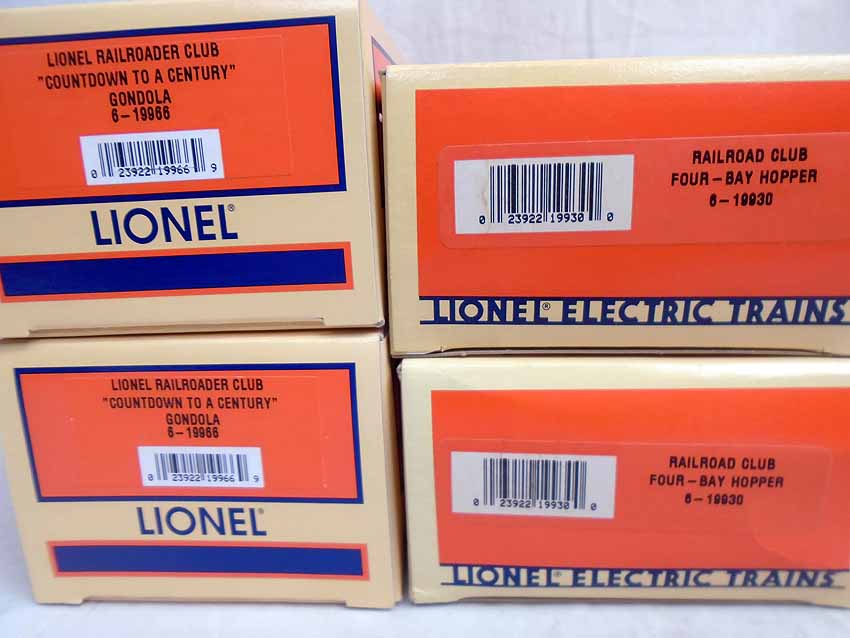 LIONEL RAILROADER CLUB
"COUNTDOWN TO A CENTURY"
GONDOLA
6-19966
0 23922 19966 9
LIONEL®
RAILROAD CLUB
FOUR-BAY HOPPER
6-19930
0 23922 19930 0
LIONEL® ELECTRIC TRAINS
LIONEL RAILROADER CLUB
"COUNTDOWN TO A CENTURY"
GONDOLA
6-19966
0 23922 19966 9
LIONEL®
RAILROAD CLUB
FOUR-BAY HOPPER
6-19930
0 23922 19930 0
LIONEL® ELECTRIC TRAINS